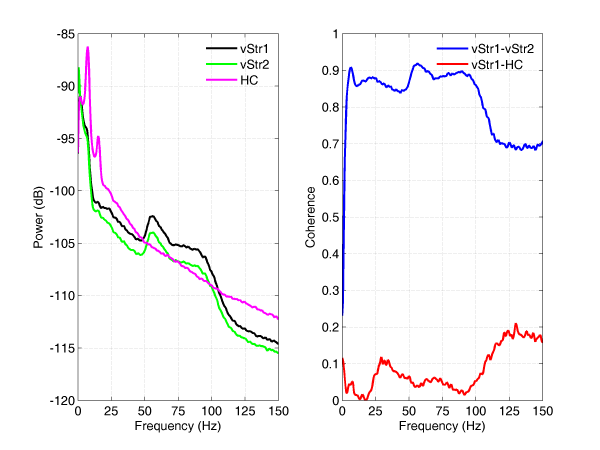 -85
-90
-95
-100
-105
-110
-115
-120
Power (dB)
0 25 50 75 100 125 150
Frequency (Hz)
vStr1
vStr2
HC
1
0.9
0.8
0.7
0.6
0.5
0.4
0.3
0.2
0.1
0
Coherence
0 25 50 75 100 125 150
Frequency (Hz)
vStr1-vStr2
vStr1-HC